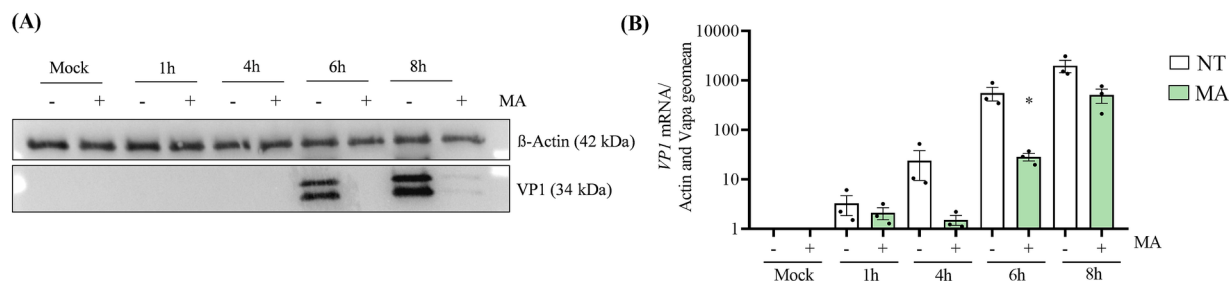 (A)
Mock 1h 4h 6h 8h
- + - + - + - + - + MA
ß-Actin (42 kDa)
VP1 (34 kDa)
(B)
VP1 mRNA/
Actin and Vapa geomean
10000
1000
100
10
1
*
NT
MA
- + - + - + - + - + MA
Mock 1h 4h 6h 8h